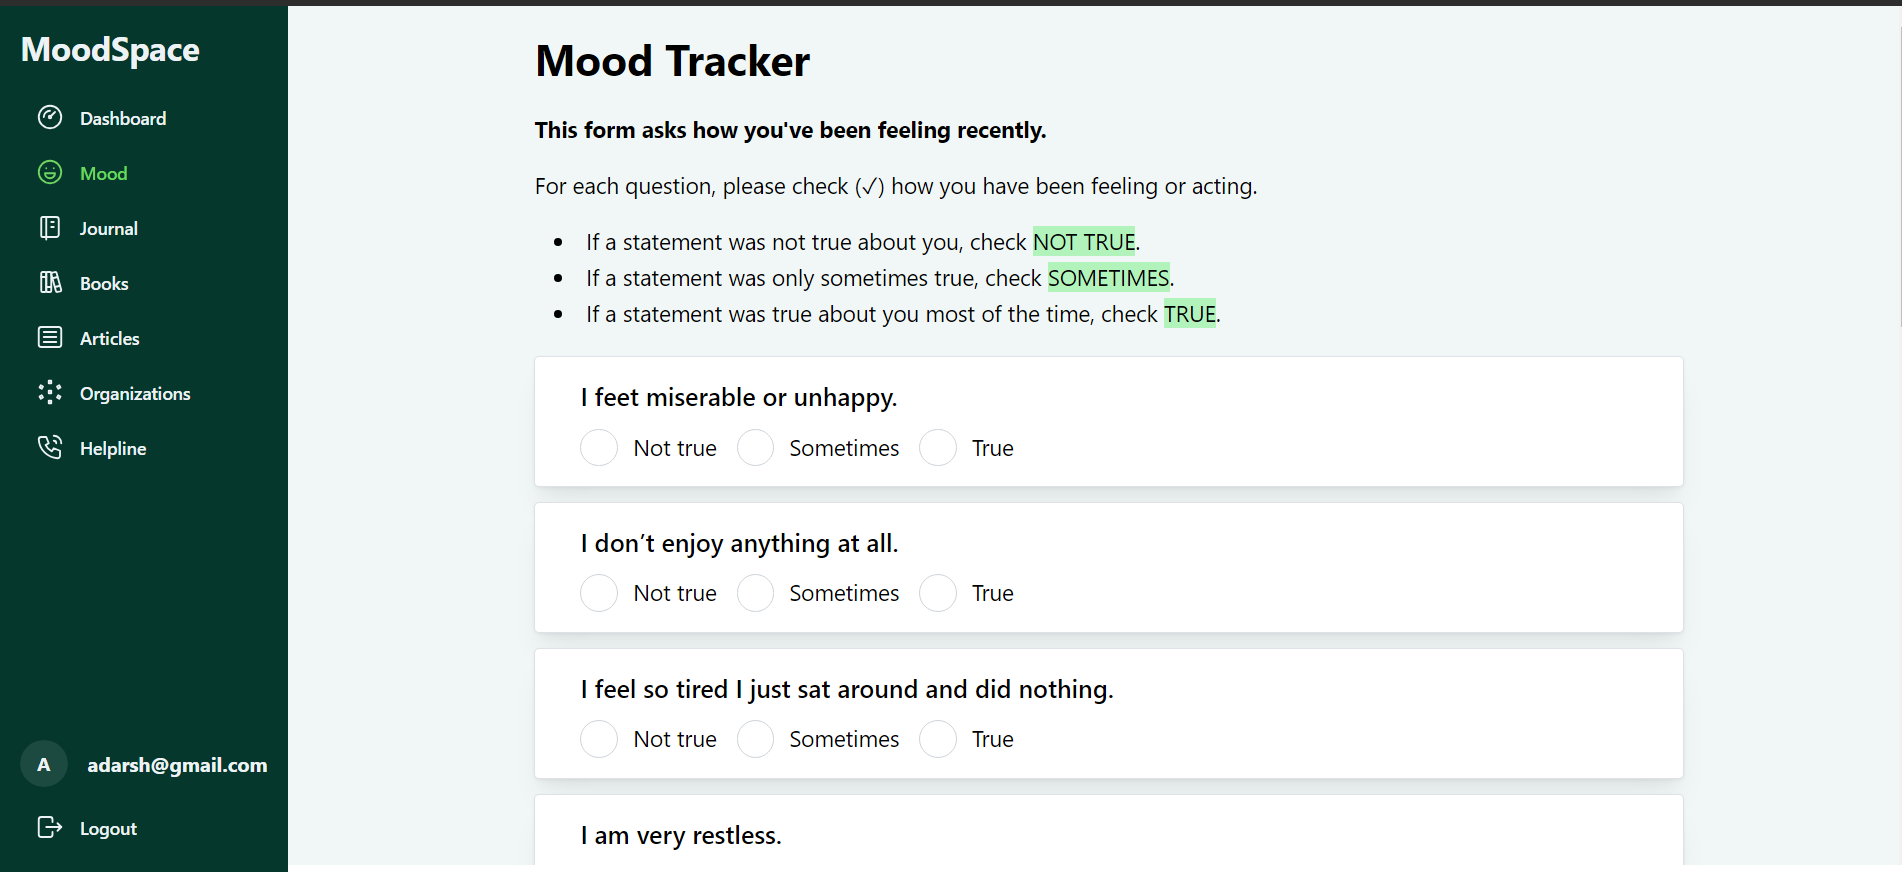 MoodSpace
Dashboard
Mood
Journal
Books
Articles
Organizations
Helpline
A
adarsh@gmail.com
Logout
Mood Tracker
This form asks how you've been feeling recently.
For each question, please check (✓) how you have been feeling or acting.
• If a statement was not true about you, check NOT TRUE.
• If a statement was only sometimes true, check SOMETIMES.
• If a statement was true about you most of the time, check TRUE.
I feet miserable or unhappy.
Not true Sometimes True
I don’t enjoy anything at all.
Not true Sometimes True
I feel so tired I just sat around and did nothing.
Not true Sometimes True
I am very restless.